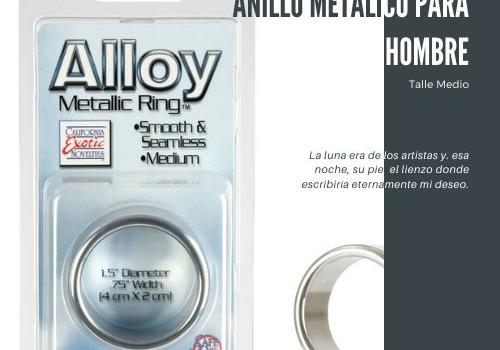 ANILLO METÁLICO PARA
HOMBRE
Talle Medio
Alloy
Metallic Ring™
CALIFORNIA
Exotic
NOVELTIES
•Smooth &
Seamless
•Medium
La luna era de los artistas y. esa
noche, su piel el lienzo donde
escribiria eternamente mi deseo.
1.5" Diameter
.75" Width
(4 cm X 2 cm)